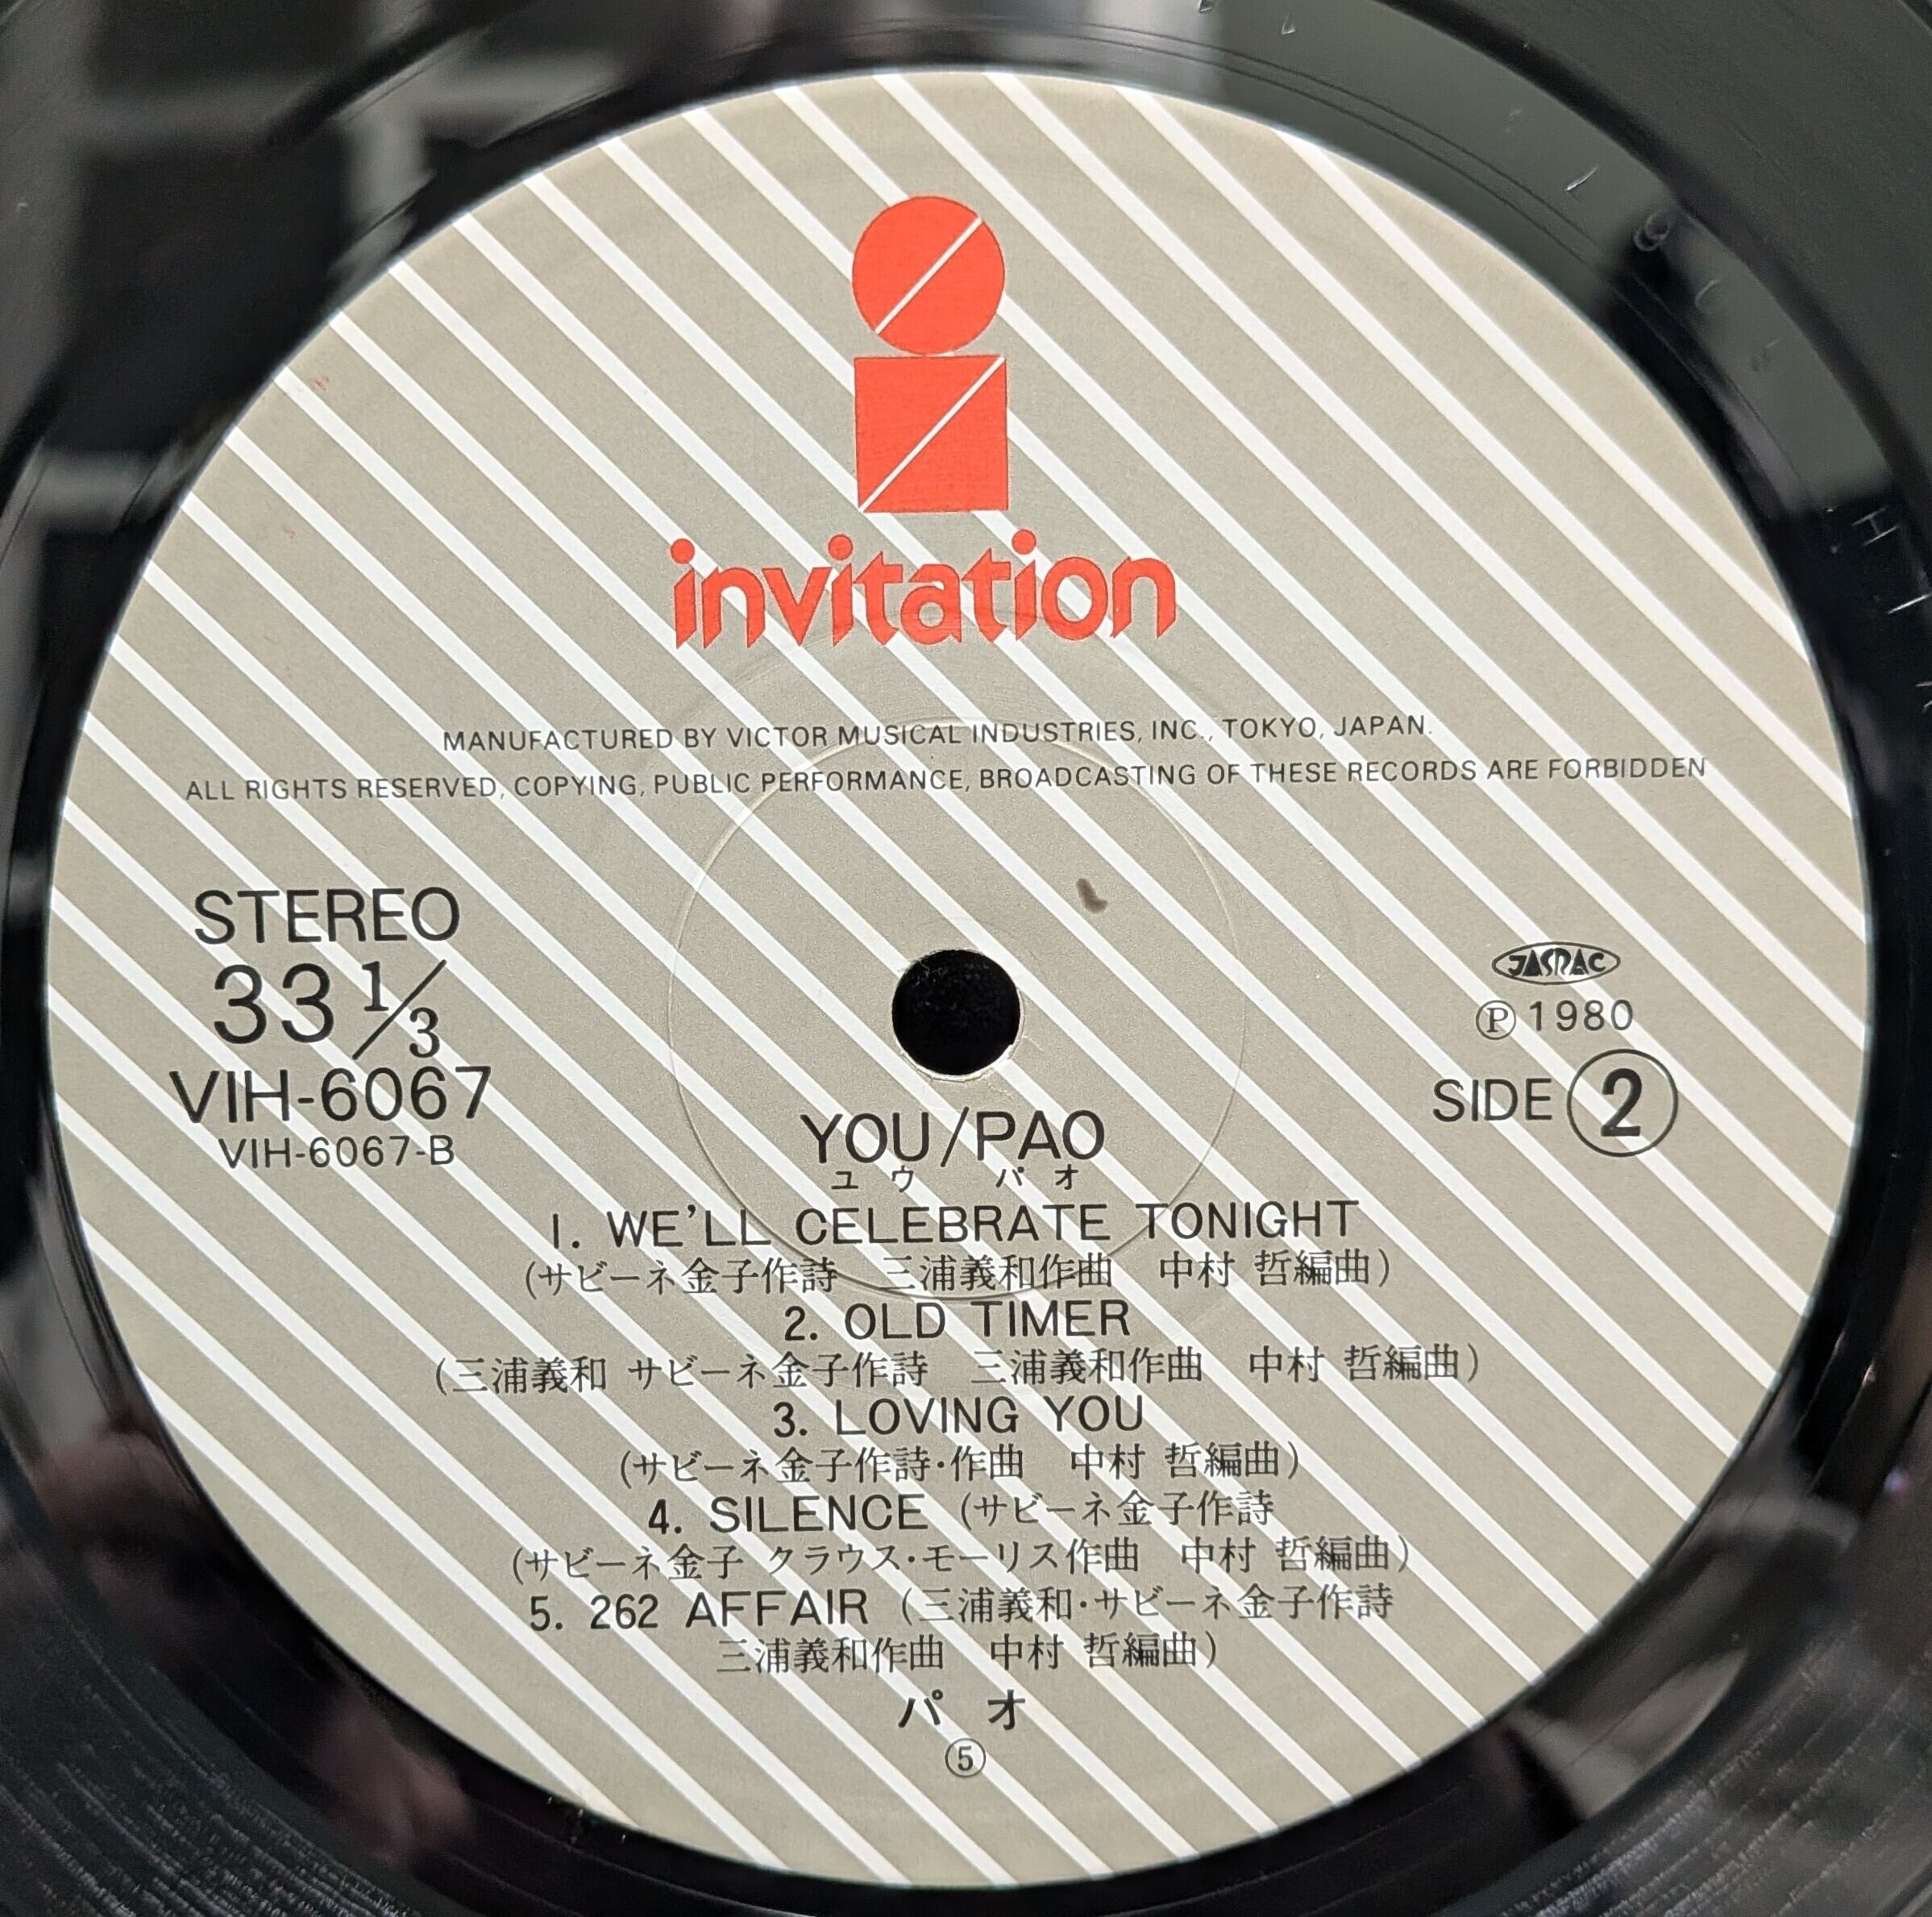 invitation
MANUFACTURED BY VICTOR MUSICAL INDUSTRIES, INC., TOKYO, JAPAN.
ALL RIGHTS RESERVED, COPYING, PUBLIC PERFORMANCE, BROADCASTING OF THESE RECORDS ARE FORBIDDEN
STEREO
33 1/3
VIH-6067
VIH-6067-B
JASRAC
Ⓟ1980
SIDE ②
YOU/PAO
ユウ パオ
1. WE'LL CELEBRATE TONIGHT
(サビーネ金子作詩 三浦義和作曲 中村 哲編曲)
2. OLD TIMER
(三浦義和 サビーネ金子作詩 三浦義和作曲 中村 哲編曲)
3. LOVING YOU
(サビーネ金子作詩・作曲 中村 哲編曲)
4. SILENCE (サビーネ金子作詩
(サビーネ金子 クラウス・モーリス作曲 中村 哲編曲)
5. 262 AFFAIR (三浦義和・サビーネ金子作詩
三浦義和作曲 中村 哲編曲)
パ オ
⑤